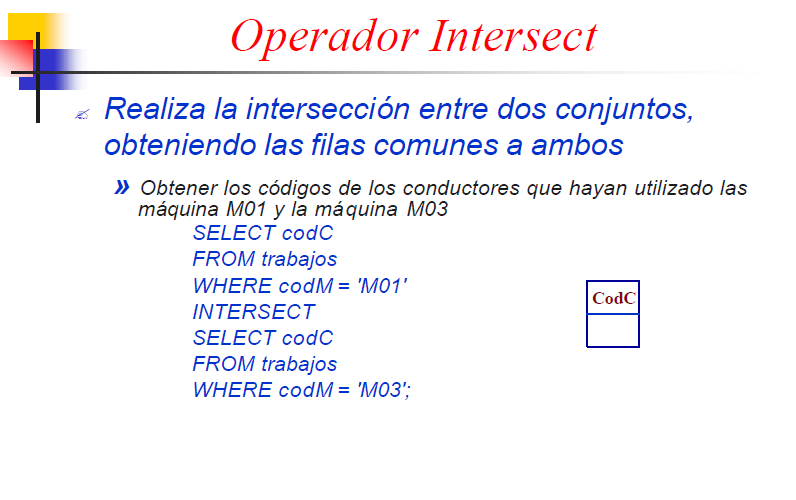 Operador Intersect
Realiza la intersección entre dos conjuntos,
obteniendo las filas comunes a ambos
» Obtener los códigos de los conductores que hayan utilizado las
máquina M01 y la máquina M03
SELECT codC
FROM trabajos
WHERE codM = 'M01'
INTERSECT
SELECT codC
FROM trabajos
WHERE codM = 'M03';
CodC